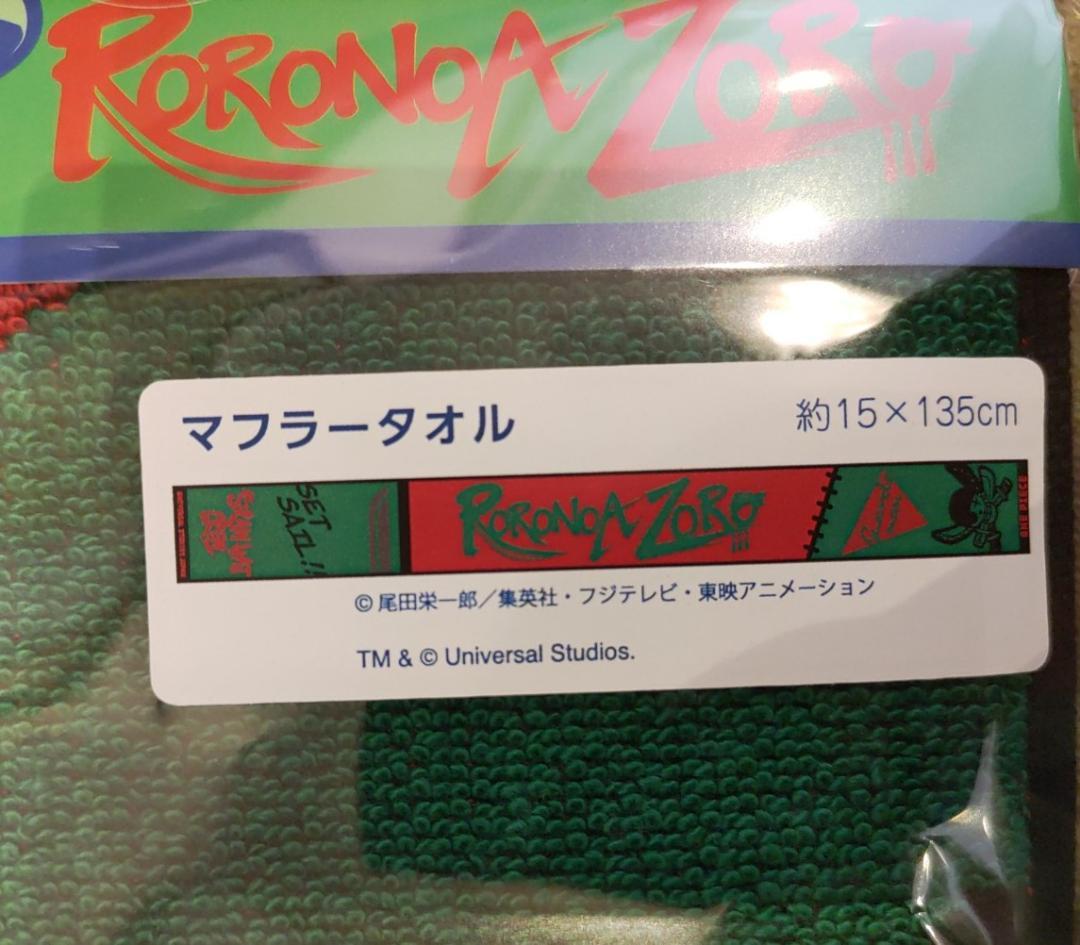 RORONOA ZORO
マフラータオル
約15×135cm
SET
SAIL!!
RORONOA ZORO
ONE PIECE
© 尾田栄一郎／集英社・フジテレビ・東映アニメーション
TM & © Universal Studios.